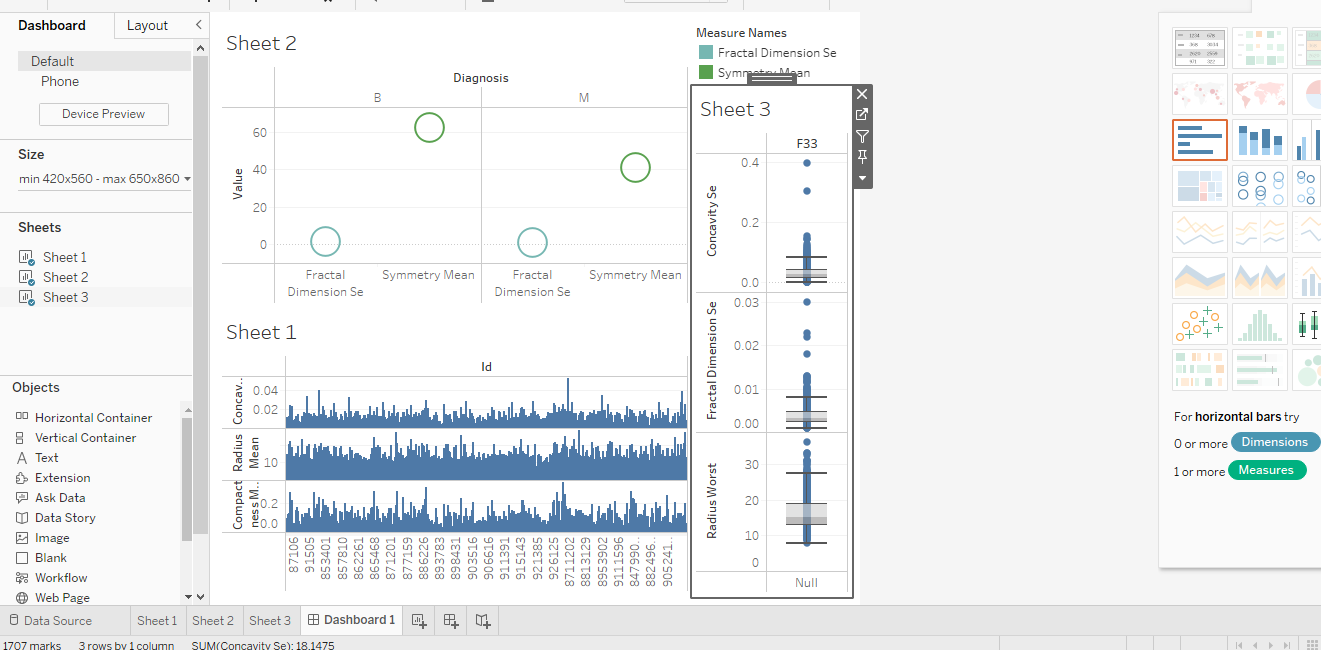 Dashboard
Layout
Default
Phone
Device Preview
Size
min 420x560 - max 650x860
Sheets
Sheet 1
Sheet 2
Sheet 3
Objects
Horizontal Container
Vertical Container
Text
Extension
Ask Data
Data Story
Image
Blank
Workflow
Web Page
Sheet 2
Diagnosis
B
M
Value
60
40
20
0
Fractal
Dimension Se
Symmetry Mean
Fractal
Dimension Se
Symmetry Mean
Sheet 1
Id
Concav..
0.04
0.02
Radius
Mean
10
Compact
ness M..
0.2
0.0
87106
91505
853401
857810
862261
865468
871201
877159
886226
893783
898431
903516
906616
911391
915143
921385
926125
8711202
8813129
8953902
9111596
847990..
882496..
905241..
Measure Names
Fractal Dimension Se
Symmetry Mean
Sheet 3
F33
Concavity Se
0.4
0.2
0.0
Fractal Dimension Se
0.03
0.02
0.01
0.00
Radius Worst
30
20
10
0
Null
For horizontal bars try
0 or more Dimensions
1 or more Measures
Data Source
Sheet 1
Sheet 2
Sheet 3
Dashboard 1
1707 marks
3 rows by 1 column
SUM(Concavity Se): 18.1475